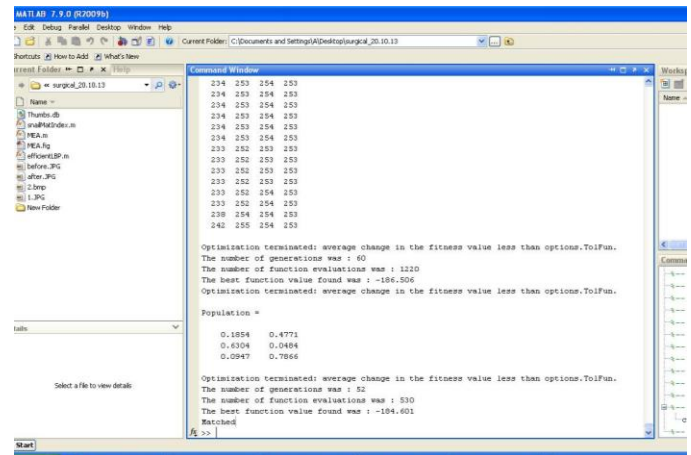 MATLAB 7.9.0 (R2009b)
Edit Debug Parallel Desktop Window Help
Current Folder: C:\Documents and Settings\A\Desktop\surgical_20.10.13
Shortcuts How to Add What's New
Current Folder Help
« surgical_20.10.13
Name
Thumbs.db
snailMatIndex.m
MEA.m
MEA.fig
efficientLBP.m
before.JPG
after.JPG
2.bmp
1.JPG
New Folder
Details
Select a file to view details
Start
Command Window
234 253 254 253
234 253 254 253
234 253 254 253
234 253 254 253
234 253 254 253
234 253 254 253
233 252 253 253
233 252 253 253
233 252 253 253
233 252 254 253
233 252 254 253
238 254 254 253
242 255 254 253
Optimization terminated: average change in the fitness value less than options.TolFun.
The number of generations was : 60
The number of function evaluations was : 1220
The best function value found was : -186.506
Optimization terminated: average change in the fitness value less than options.TolFun.
Population =
0.1854 0.4771
0.6304 0.0484
0.0947 0.7866
Optimization terminated: average change in the fitness value less than options.TolFun.
The number of generations was : 52
The number of function evaluations was : 530
The best function value found was : -184.601
Matched
fx >>
Worksp
Name
Comma